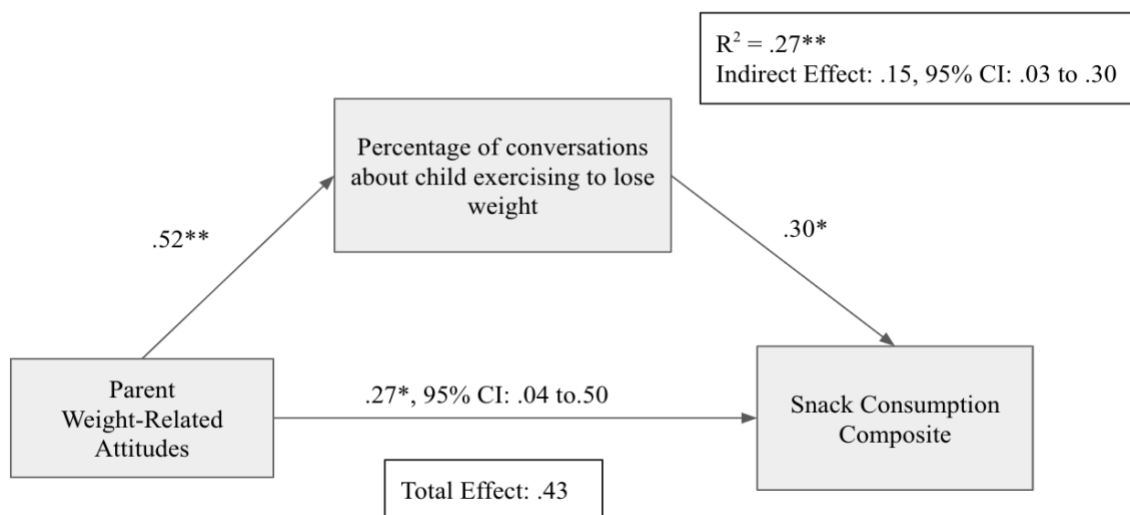 R² = .27**
Indirect Effect: .15, 95% CI: .03 to .30
Percentage of conversations
about child exercising to lose
weight
.52**
.30*
Parent
Weight-Related
Attitudes
.27*, 95% CI: .04 to.50
Snack Consumption
Composite
Total Effect: .43